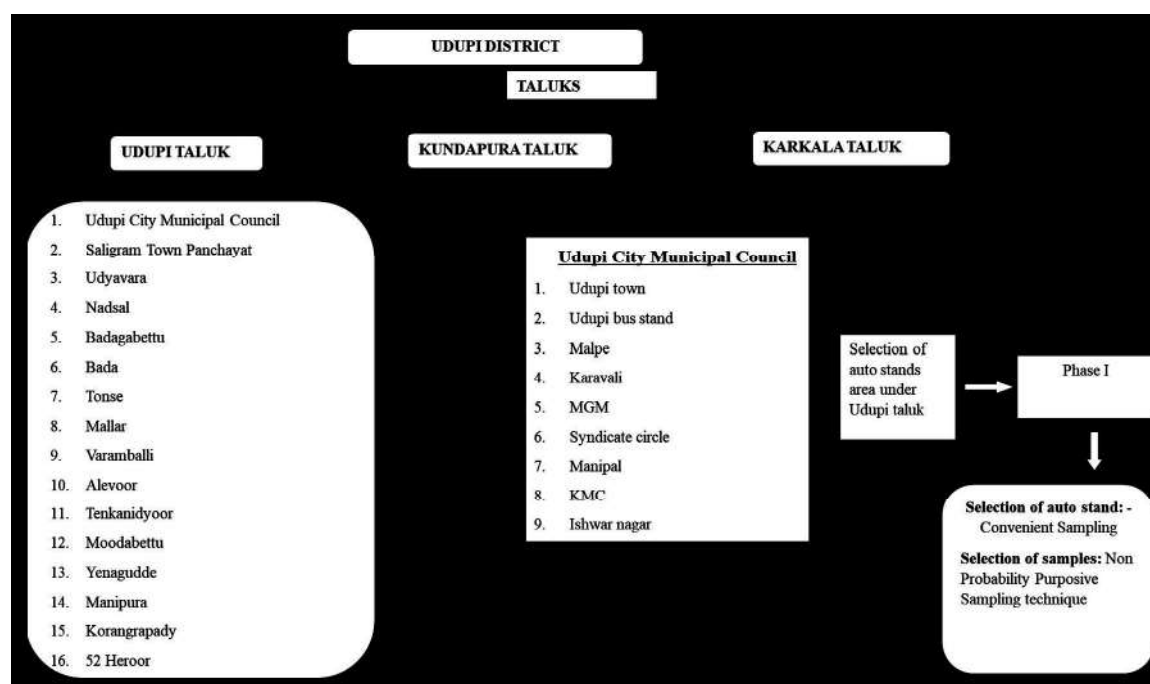 UDUPI DISTRICT
TALUKS
UDUPI TALUK
KUNDAPURA TALUK
KARKALA TALUK
1. Udupi City Municipal Council
2. Saligram Town Panchayat
3. Udyavara
4. Nadsal
5. Badagabettu
6. Bada
7. Tonse
8. Mallar
9. Varamballi
10. Alevoor
11. Tenkanidyoor
12. Moodabettu
13. Yenagudde
14. Manipura
15. Korangrapady
16. 52 Heroor
Udupi City Municipal Council
1. Udupi town
2. Udupi bus stand
3. Malpe
4. Karavali
5. MGM
6. Syndicate circle
7. Manipal
8. KMC
9. Ishwar nagar
Selection of
auto stands
area under
Udupi taluk
Phase I
Selection of auto stand: -
Convenient Sampling
Selection of samples: Non
Probability Purposive
Sampling technique